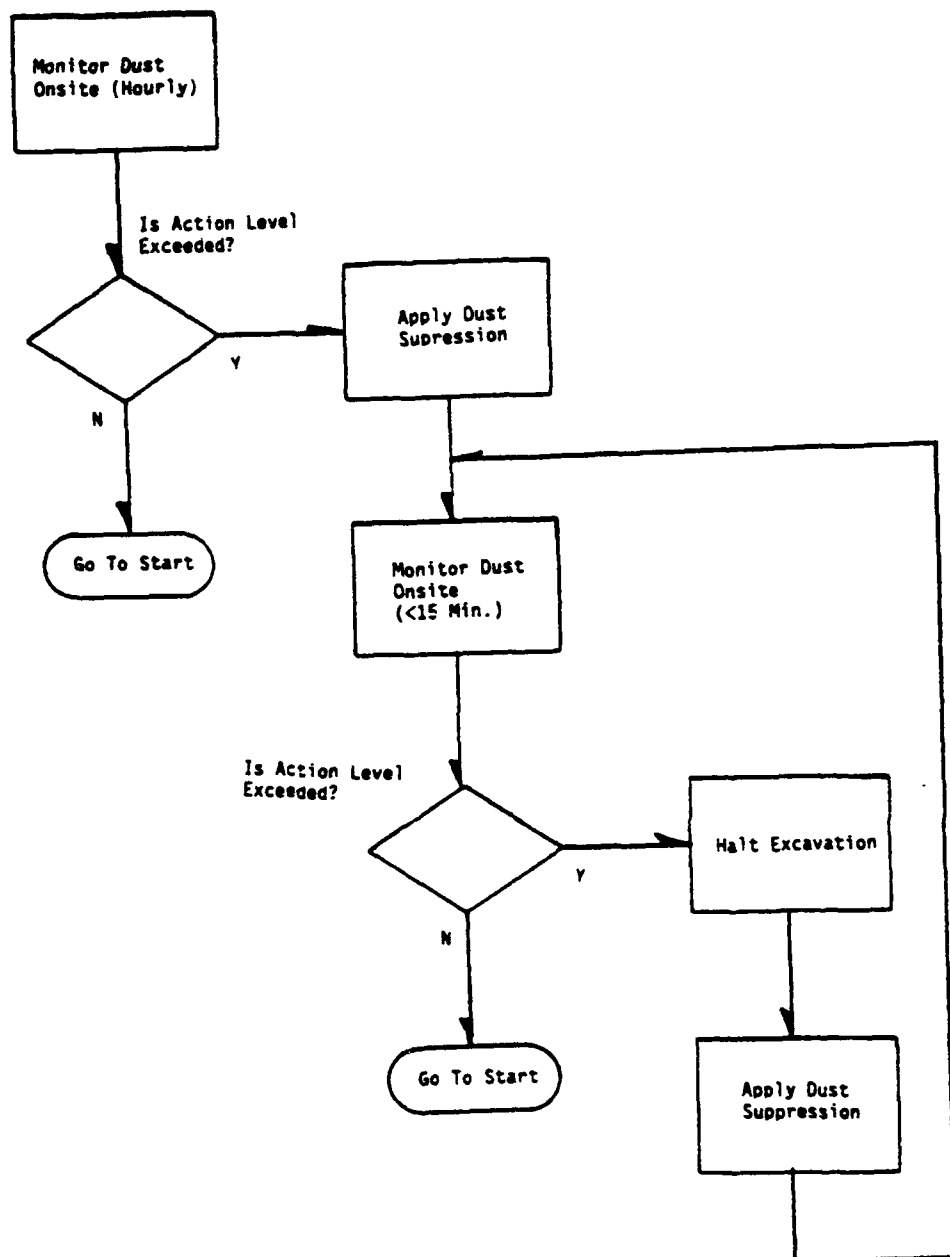 Monitor Dust
Onsite (Hourly)
Is Action Level
Exceeded?
Y
N
Apply Dust
Supression
Go To Start
Monitor Dust
Onsite
(<15 Min.)
Is Action Level
Exceeded?
Y
N
Halt Excavation
Go To Start
Apply Dust
Suppression